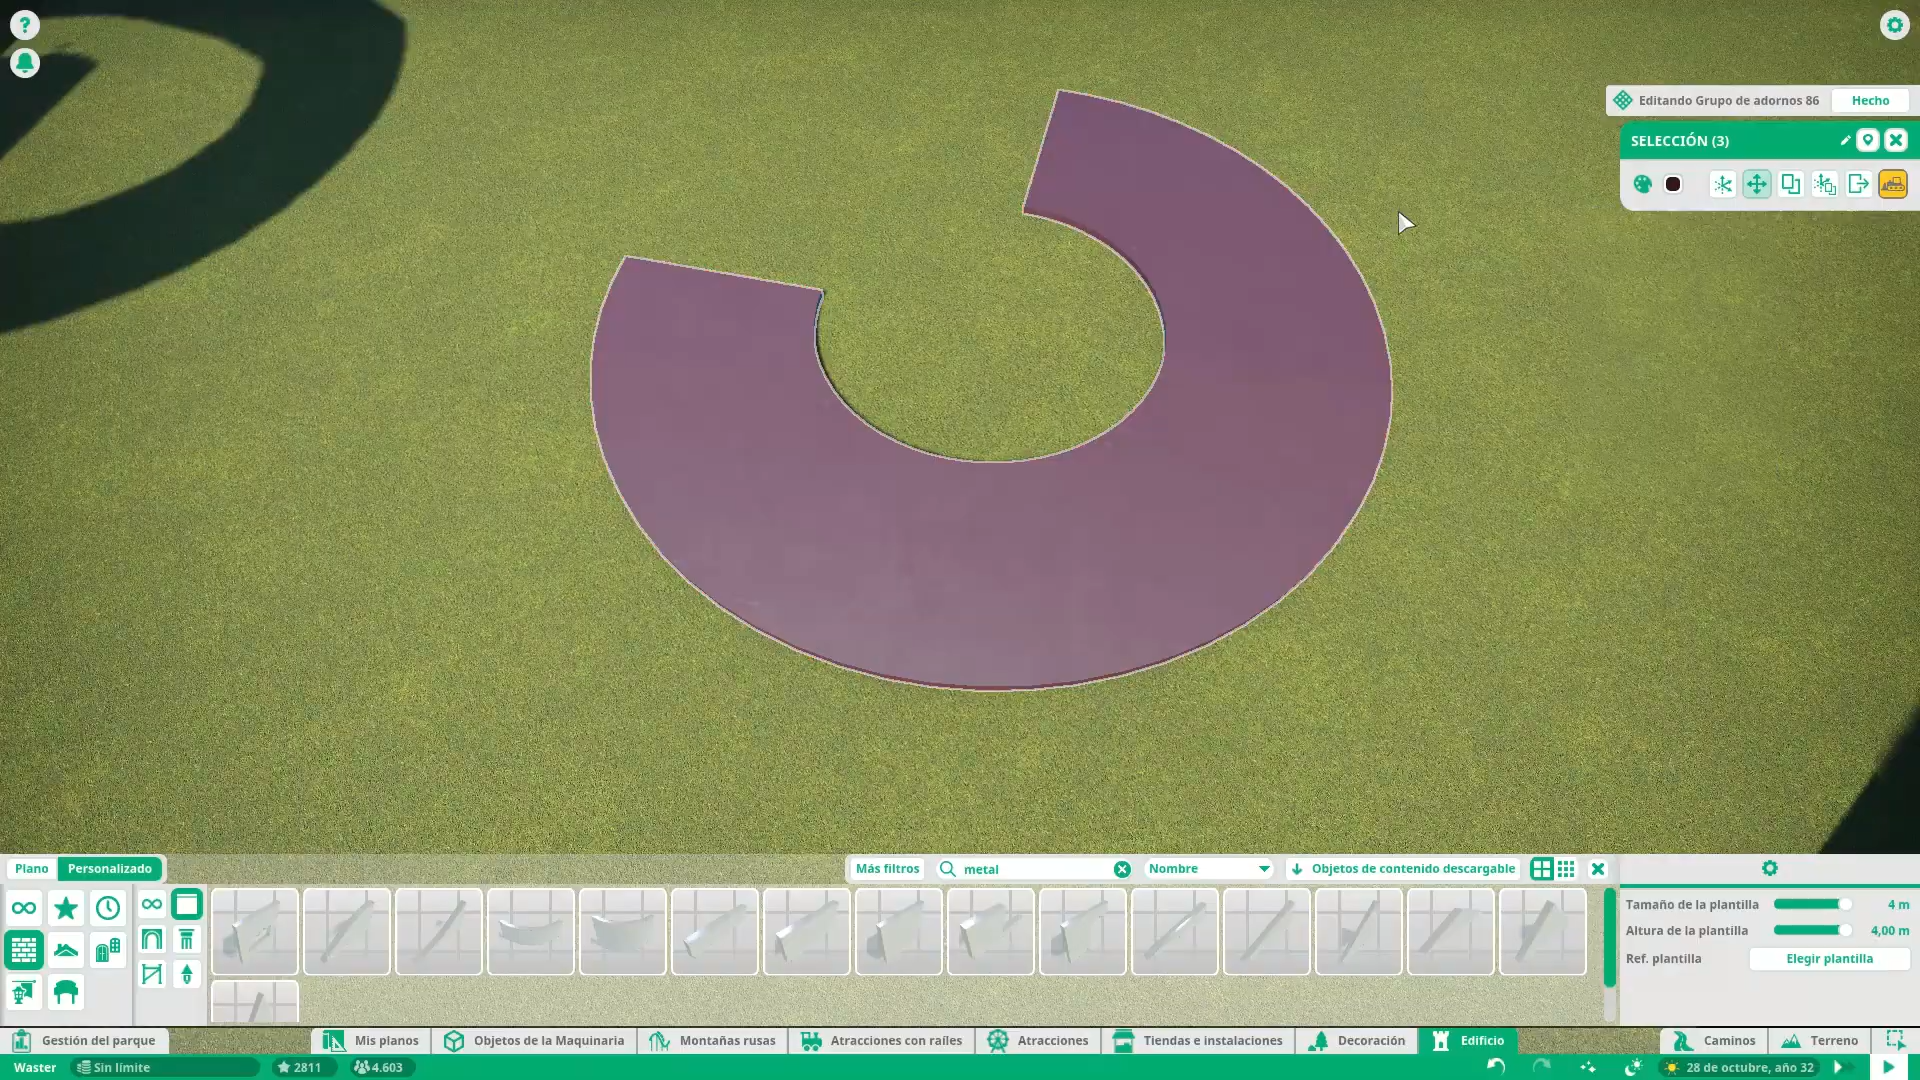 ?
Editando Grupo de adornos 86
Hecho
SELECCIÓN (3)
Plano
Personalizado
Más filtros
metal
Nombre
Objetos de contenido descargable
Tamaño de la plantilla
4 m
Altura de la plantilla
4,00 m
Ref. plantilla
Elegir plantilla
Gestión del parque
Mis planos
Objetos de la Maquinaria
Montañas rusas
Atracciones con raíles
Atracciones
Tiendas e instalaciones
Decoración
Edificio
Caminos
Terreno
Waster
Sin límite
2811
4.603
28 de octubre, año 32